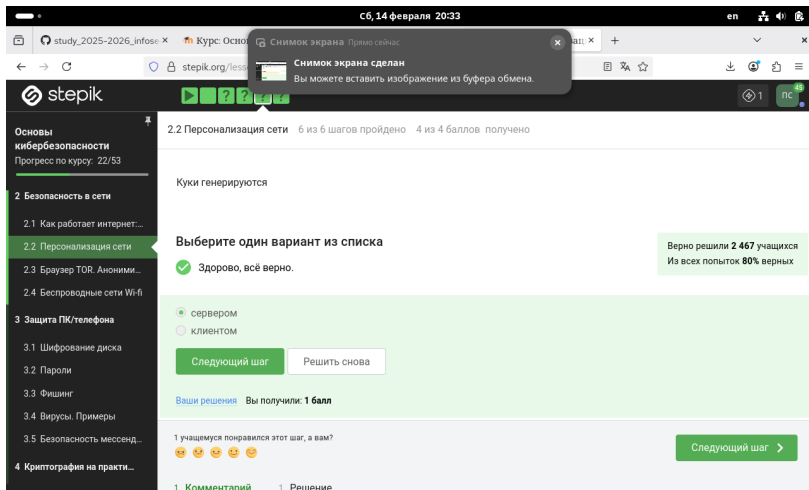 Сб, 14 февраля 20:33
en
study_2025-2026_infose
Курс: Осно
Снимок экрана Прямо сейчас
Снимок экрана сделан
Вы можете вставить изображение из буфера обмена.
stepik.org/less
stepik
1
ПС
45
Основы кибербезопасности
Прогресс по курсу: 22/53
2 Безопасность в сети
2.1 Как работает интернет:...
2.2 Персонализация сети
2.3 Браузер TOR. Аноними...
2.4 Беспроводные сети Wi-fi
3 Защита ПК/телефона
3.1 Шифрование диска
3.2 Пароли
3.3 Фишинг
3.4 Вирусы. Примеры
3.5 Безопасность мессенд...
4 Криптография на практи...
2.2 Персонализация сети 6 из 6 шагов пройдено 4 из 4 баллов получено
Куки генерируются
Выберите один вариант из списка
Здорово, всё верно.
Верно решили 2 467 учащихся
Из всех попыток 80% верных
сервером
клиентом
Следующий шаг
Решить снова
Ваши решения Вы получили: 1 балл
1 учащемуся понравился этот шаг, а вам?
Следующий шаг
1 Комментарий
1 Решение